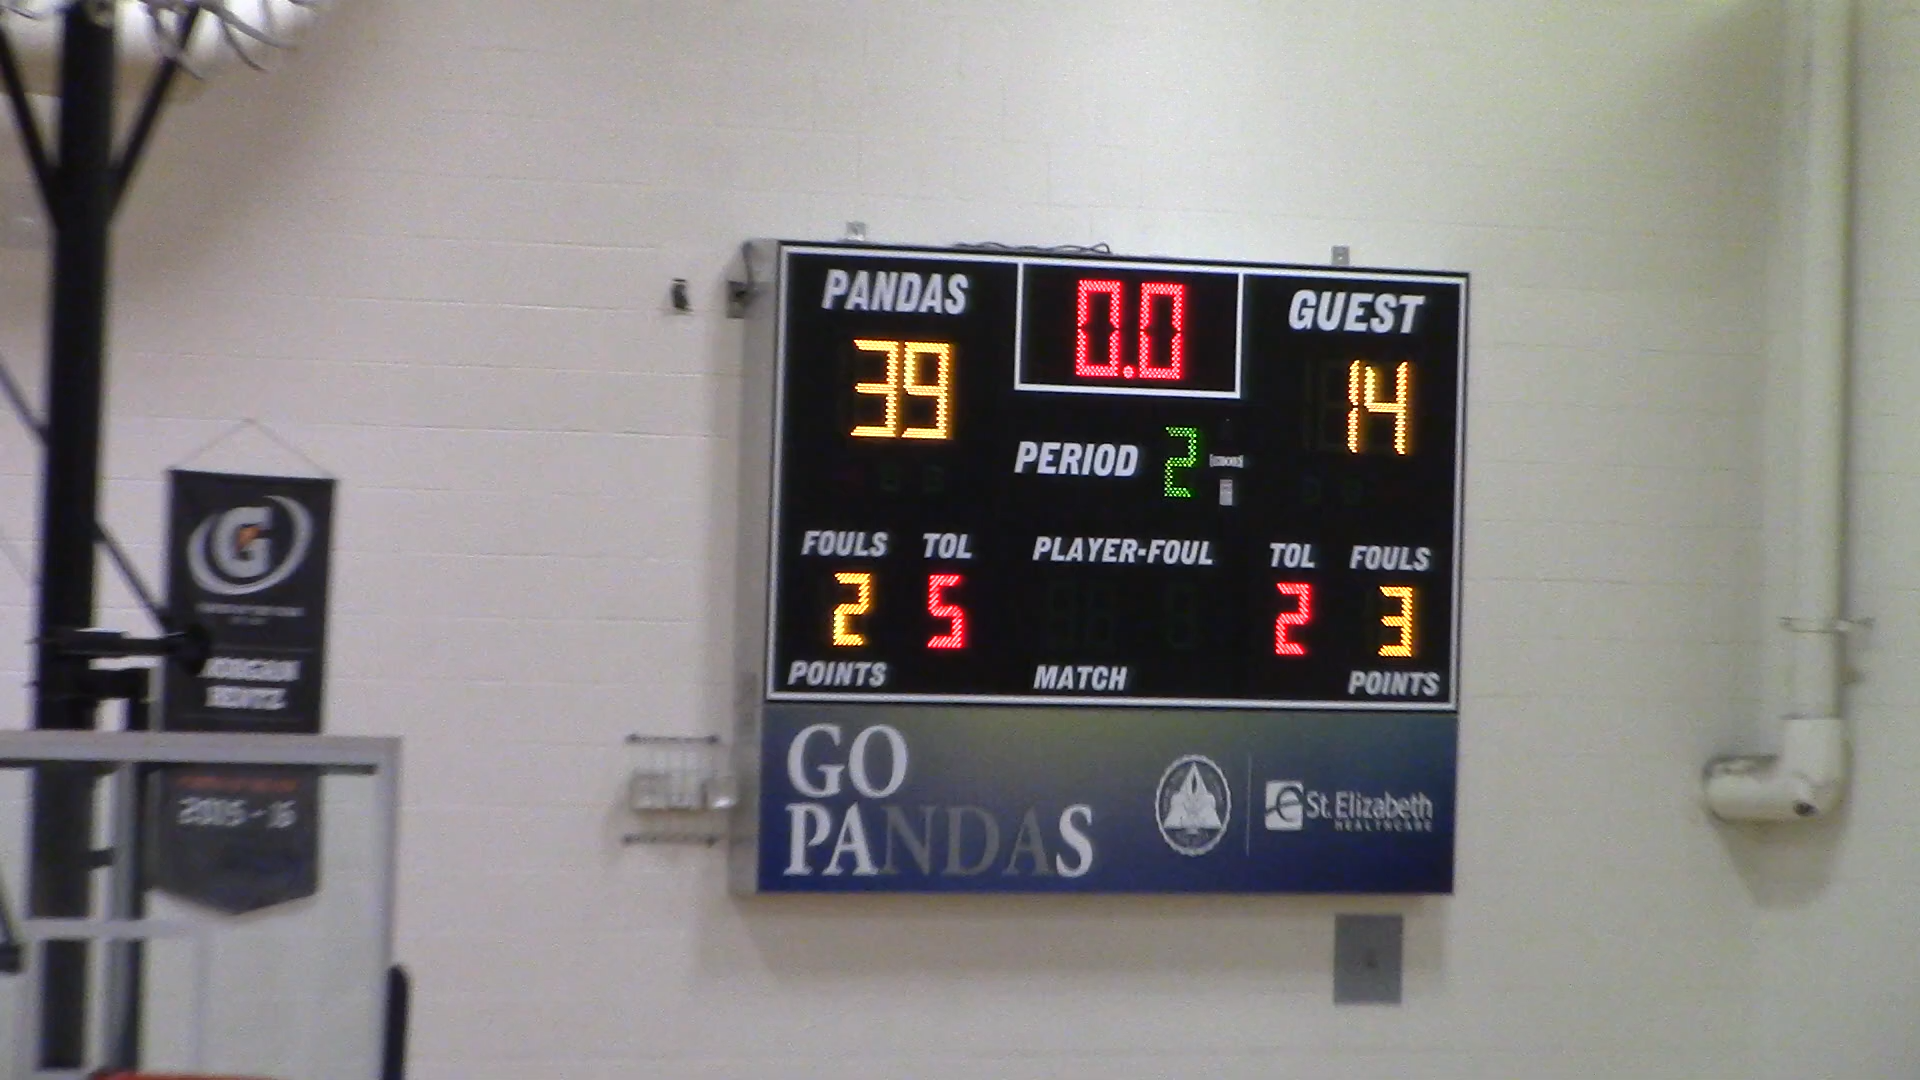 PANDAS 0.0 GUEST
39 14
PERIOD 2
FOULS TOL PLAYER-FOUL TOL FOULS
2 5 2 3
POINTS MATCH POINTS
GO
PANDAS
St. Elizabeth
HEALTHCARE
G
2015 - 16